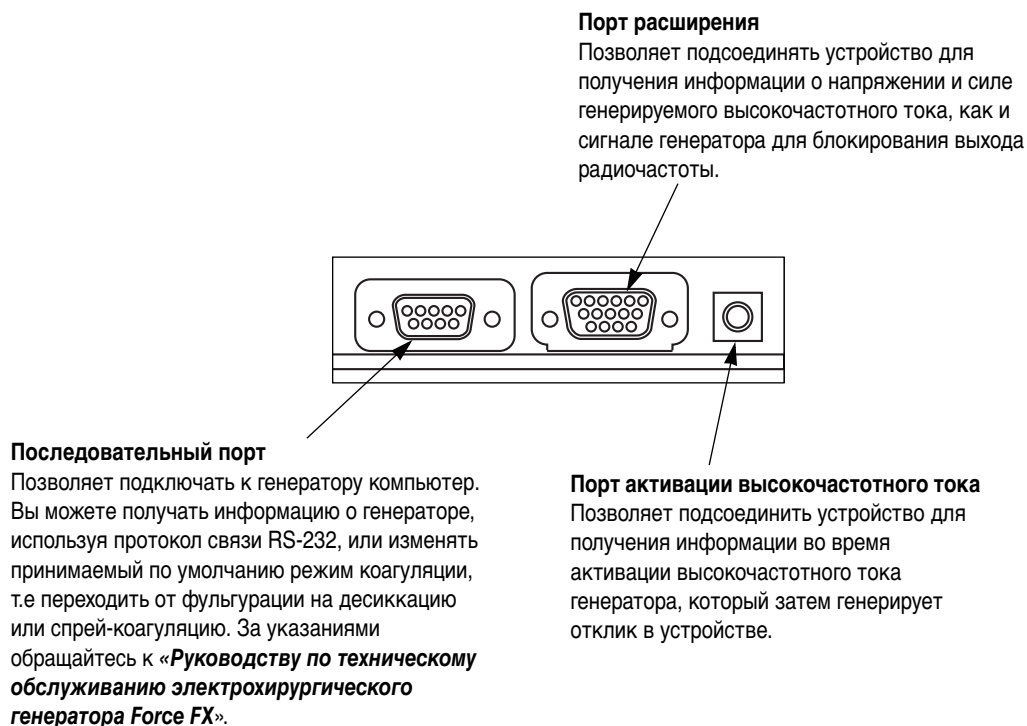 Порт расширения
Позволяет подсоединять устройство для
получения информации о напряжении и силе
генерируемого высокочастотного тока, как и
сигнале генератора для блокирования выхода
радиочастоты.
Последовательный порт
Позволяет подключать к генератору компьютер.
Вы можете получать информацию о генераторе,
используя протокол связи RS-232, или изменять
принимаемый по умолчанию режим коагуляции,
т.е переходить от фульгурации на десиккацию
или спрей-коагуляцию. За указаниями
обращайтесь к «Руководству по техническому
обслуживанию электрохирургического
генератора Force FX».
Порт активации высокочастотного тока
Позволяет подсоединить устройство для
получения информации во время
активации высокочастотного тока
генератора, который затем генерирует
отклик в устройстве.